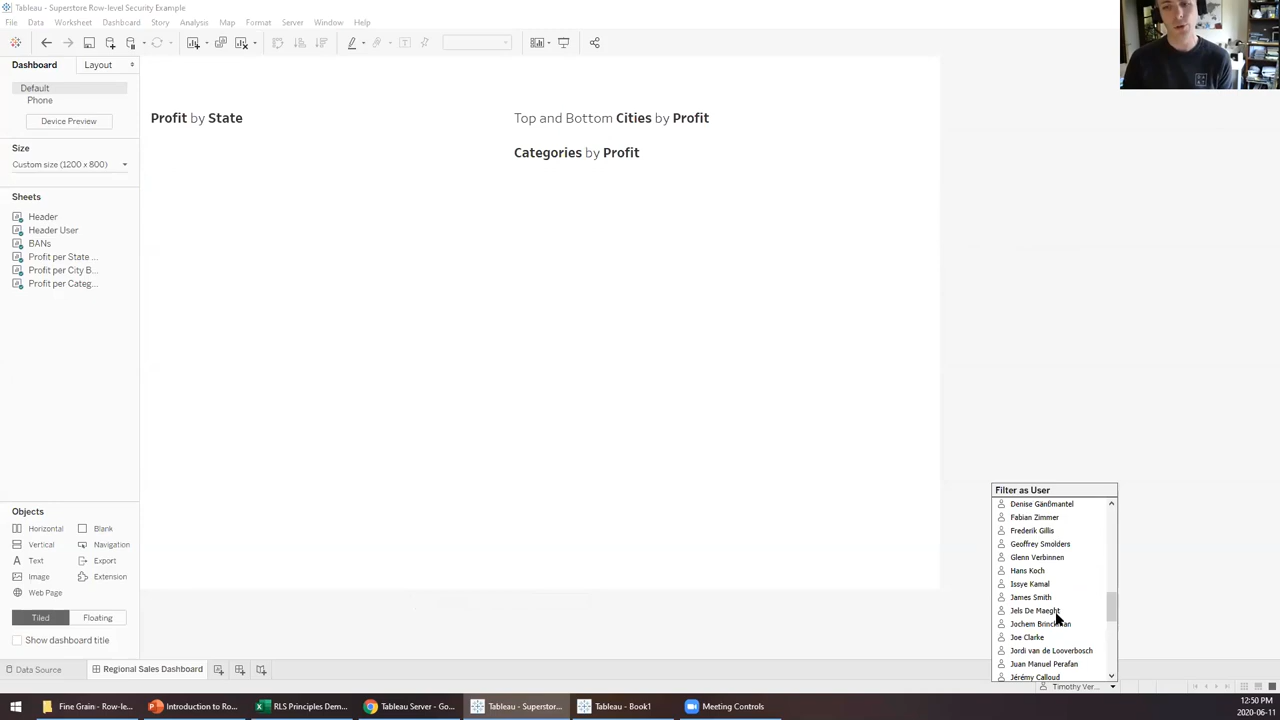 Tableau - Superstore Row-level Security Example
File Data Worksheet Dashboard Story Analysis Map Format Server Window Help
Dashboard Layout
Default
Phone
Device Preview
Size
Custom size (1200 x 800)
Sheets
Header
Header User
BANs
Profit per State ...
Profit per City B...
Profit per Categ...
Objects
Horizontal Blank
Vertical Navigation
Text Export
Image Extension
Web Page
Tiled Floating
Show dashboard title
Profit by State
Top and Bottom Cities by Profit
Categories by Profit
Filter as User
Denise Gänßmantel
Fabian Zimmer
Frederik Gillis
Geoffrey Smolders
Glenn Verbinnen
Hans Koch
Issye Kamal
James Smith
Jels De Maeght
Jochem Brinckman
Joe Clarke
Jordi van de Looverbosch
Juan Manuel Perafan
Jérémy Calloud
Timothy Ver...
Data Source Regional Sales Dashboard
Fine Grain - Row-le... Introduction to Ro... RLS Principles Dem... Tableau Server - Go... Tableau - Superstor... Tableau - Book1 Meeting Controls
12:50 PM
2020-06-11